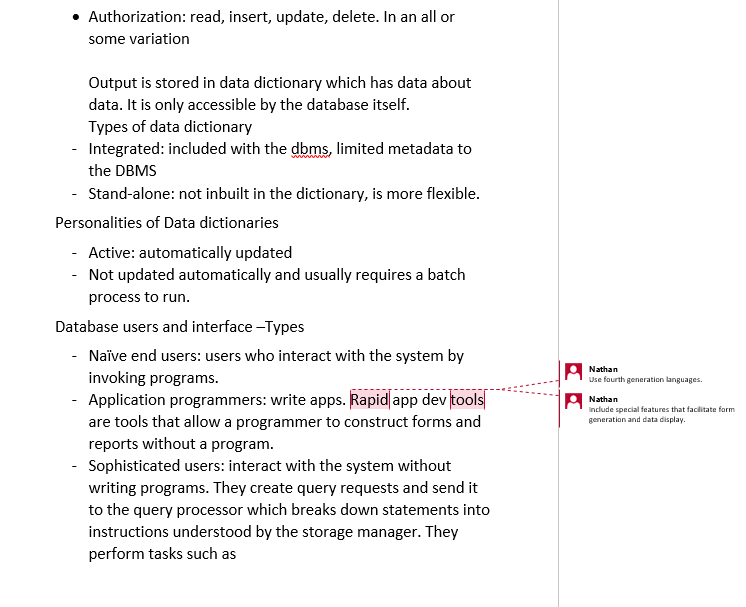 • Authorization: read, insert, update, delete. In an all or
some variation
Output is stored in data dictionary which has data about
data. It is only accessible by the database itself.
Types of data dictionary
- Integrated: included with the dbms, limited metadata to
the DBMS
- Stand-alone: not inbuilt in the dictionary, is more flexible.
Personalities of Data dictionaries
- Active: automatically updated
- Not updated automatically and usually requires a batch
process to run.
Database users and interface –Types
- Naïve end users: users who interact with the system by
invoking programs.
- Application programmers: write apps. Rapid app dev tools
are tools that allow a programmer to construct forms and
reports without a program.
- Sophisticated users: interact with the system without
writing programs. They create query requests and send it
to the query processor which breaks down statements into
instructions understood by the storage manager. They
perform tasks such as
Nathan
Use fourth generation languages.
Nathan
Include special features that facilitate form
generation and data display.